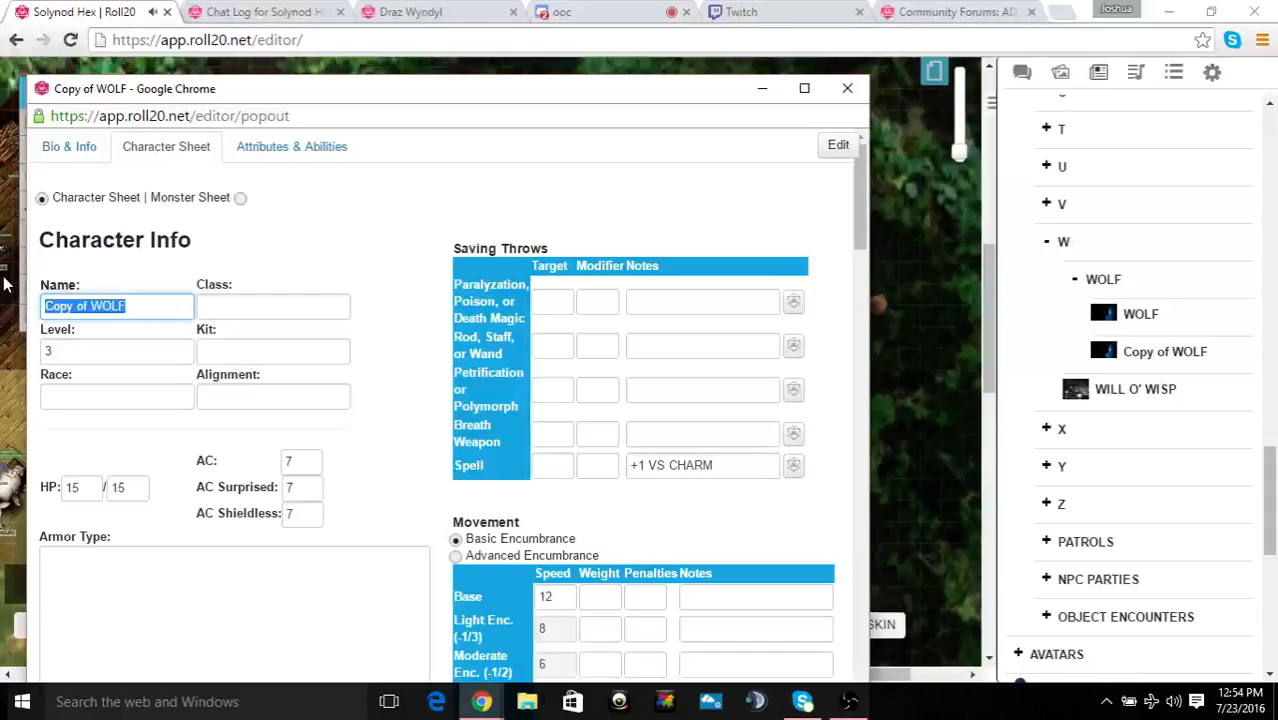 Solynod Hex | Roll20
Chat Log for Solynod He
Draz Wyndyl
ooc
Twitch
Community Forums: AD
Joshua
https://app.roll20.net/editor/
Copy of WOLF - Google Chrome
https://app.roll20.net/editor/popout
Bio & Info
Character Sheet
Attributes & Abilities
Edit
Character Sheet | Monster Sheet
Character Info
Name:
Class:
Copy of WOLF
Level:
Kit:
3
Race:
Alignment:
HP: 15 / 15
AC: 7
AC Surprised: 7
AC Shieldless: 7
Armor Type:
Saving Throws
Target Modifier Notes
Paralyzation, Poison, or Death Magic
Rod, Staff, or Wand
Petrification or Polymorph
Breath Weapon
Spell +1 VS CHARM
Movement
Basic Encumbrance
Advanced Encumbrance
Speed Weight Penalties Notes
Base 12
Light Enc. (-1/3) 8
Moderate Enc. (-1/2) 6
SKIN
T
U
V
W
WOLF
WOLF
Copy of WOLF
WILL O' WISP
X
Y
Z
PATROLS
NPC PARTIES
OBJECT ENCOUNTERS
AVATARS
Search the web and Windows
12:54 PM
7/23/2016